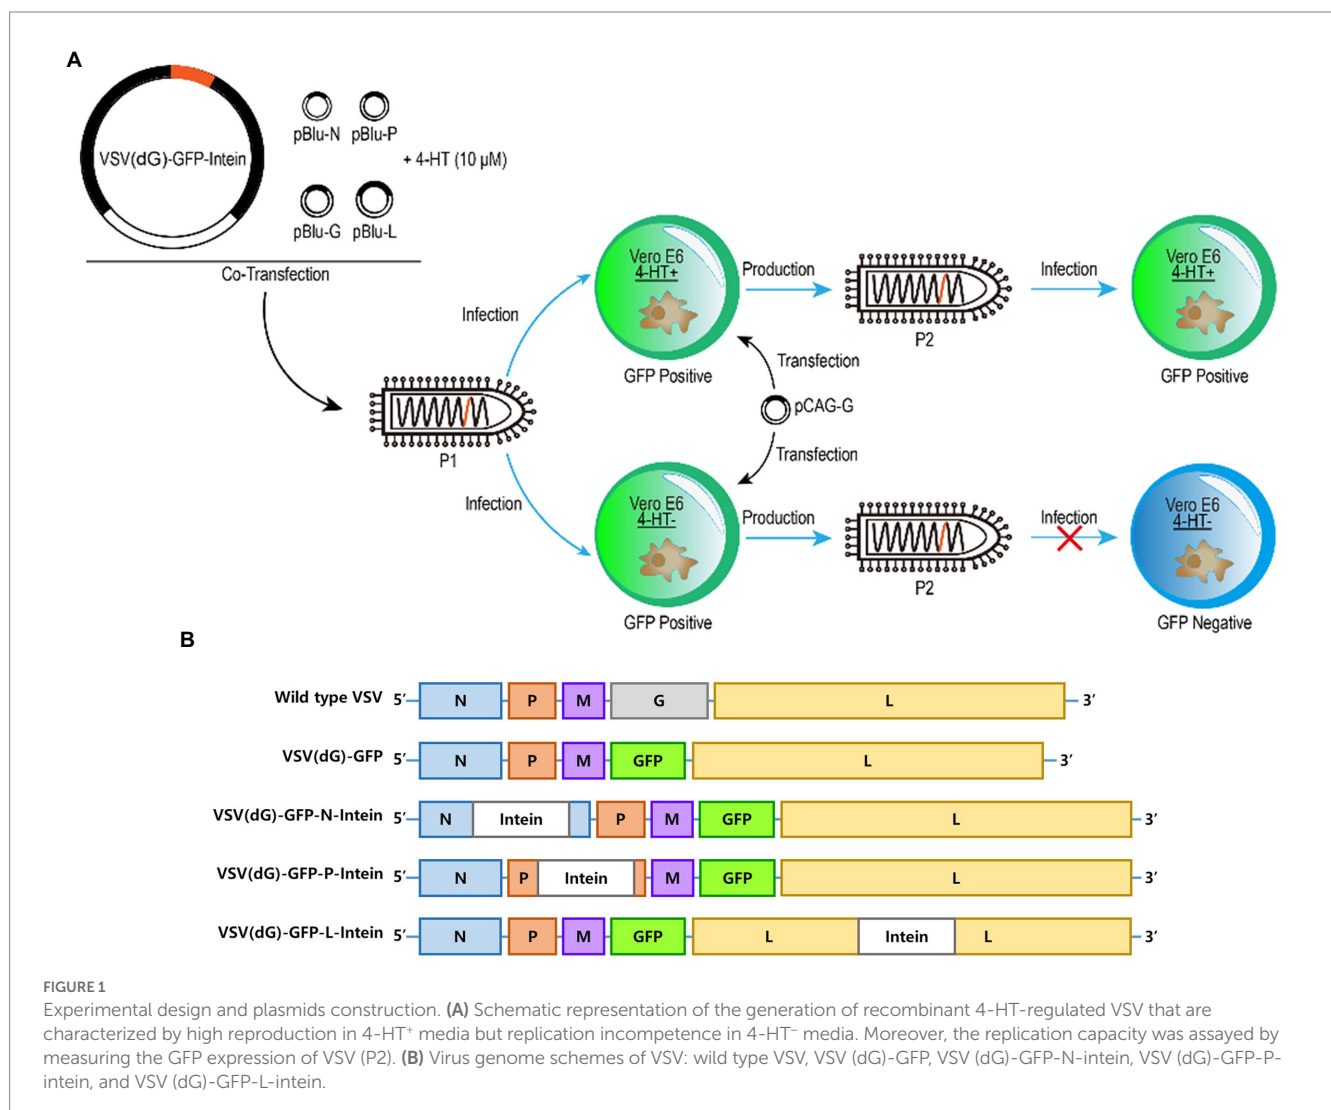 A
VSV(dG)-GFP-Intein
pBlu-N pBlu-P
+ 4-HT (10 µM)
pBlu-G pBlu-L
Co-Transfection
Infection
Vero E6
4-HT+
GFP Positive
Production
P2
Infection
Vero E6
4-HT+
GFP Positive
P1
Transfection
pCAG-G
Transfection
Infection
Vero E6
4-HT-
GFP Positive
Production
P2
Infection
Vero E6
4-HT-
GFP Negative
B
Wild type VSV 5′ N P M G L 3′
VSV(dG)-GFP 5′ N P M GFP L 3′
VSV(dG)-GFP-N-Intein 5′ N Intein P M GFP L 3′
VSV(dG)-GFP-P-Intein 5′ N P Intein M GFP L 3′
VSV(dG)-GFP-L-Intein 5′ N P M GFP L Intein L 3′
FIGURE 1
Experimental design and plasmids construction. (A) Schematic representation of the generation of recombinant 4-HT-regulated VSV that are
characterized by high reproduction in 4-HT⁺ media but replication incompetence in 4-HT⁻ media. Moreover, the replication capacity was assayed by
measuring the GFP expression of VSV (P2). (B) Virus genome schemes of VSV: wild type VSV, VSV (dG)-GFP, VSV (dG)-GFP-N-intein, VSV (dG)-GFP-P-
intein, and VSV (dG)-GFP-L-intein.